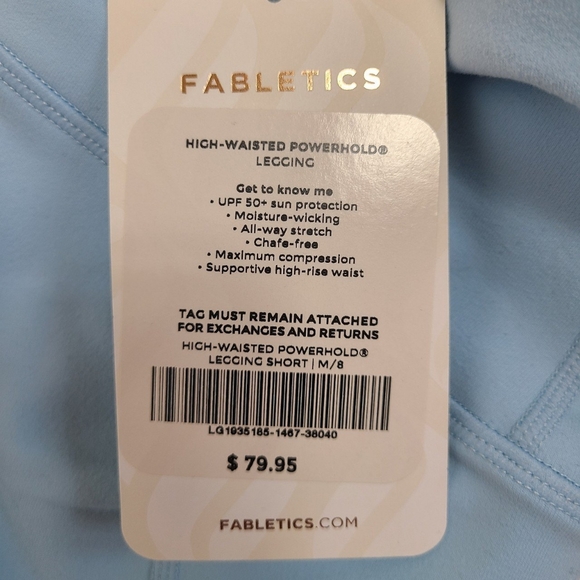 FABLETICS
HIGH-WAISTED POWERHOLD®
LEGGING
Get to know me
• UPF 50+ sun protection
• Moisture-wicking
• All-way stretch
• Chafe-free
• Maximum compression
• Supportive high-rise waist
TAG MUST REMAIN ATTACHED
FOR EXCHANGES AND RETURNS
HIGH-WAISTED POWERHOLD®
LEGGING SHORT | M/8
LG1935185-1467-38040
$ 79.95
FABLETICS.COM